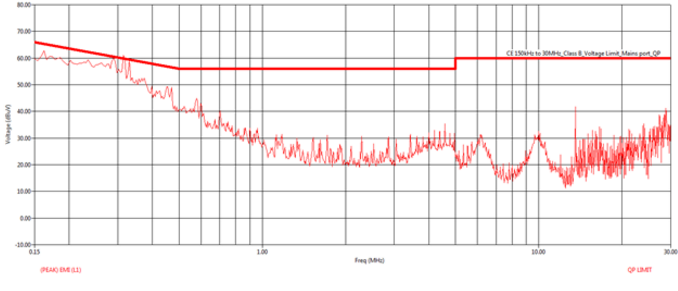 80.00
70.00
60.00
50.00
40.00
30.00
20.00
10.00
0.00
-10.00
Voltage (dBuV)
CE 150kHz to 30MHz_Class B_Voltage Limit_Mains port_QP
0.15
1.00
10.00
30.00
Freq (MHz)
(PEAK) EMI (L1)
QP LIMIT